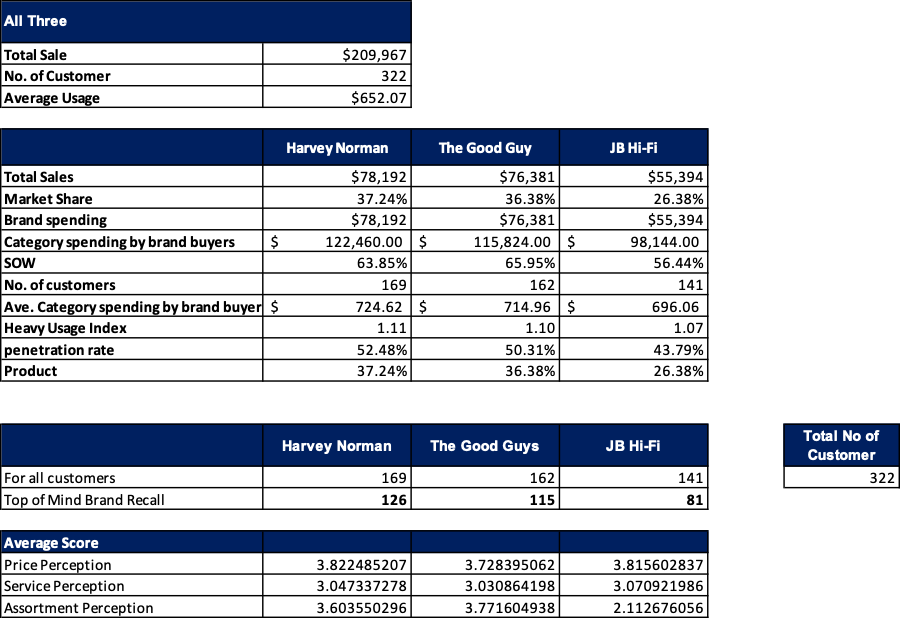 All Three
Total Sale $209,967
No. of Customer 322
Average Usage $652.07
Harvey Norman The Good Guy JB Hi-Fi
Total Sales $78,192 $76,381 $55,394
Market Share 37.24% 36.38% 26.38%
Brand spending $78,192 $76,381 $55,394
Category spending by brand buyers $ 122,460.00 $ 115,824.00 $ 98,144.00
SOW 63.85% 65.95% 56.44%
No. of customers 169 162 141
Ave. Category spending by brand buyer $ 724.62 $ 714.96 $ 696.06
Heavy Usage Index 1.11 1.10 1.07
penetration rate 52.48% 50.31% 43.79%
Product 37.24% 36.38% 26.38%
Harvey Norman The Good Guys JB Hi-Fi Total No of
Customer
For all customers 169 162 141 322
Top of Mind Brand Recall 126 115 81
Average Score
Price Perception 3.822485207 3.728395062 3.815602837
Service Perception 3.047337278 3.030864198 3.070921986
Assortment Perception 3.603550296 3.771604938 2.112676056